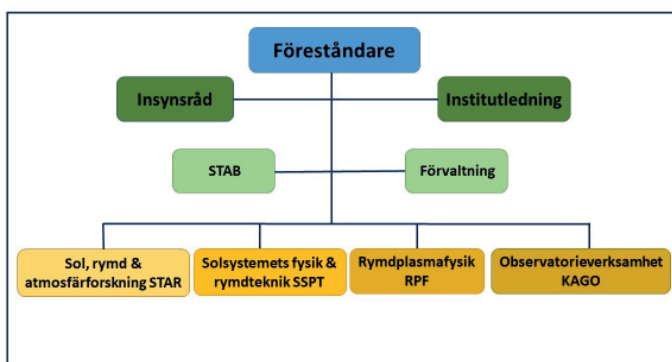 Föreståndare
Insynsråd
Institutledning
STAB
Förvaltning
Sol, rymd &
atmosfärforskning STAR
Solsystemets fysik &
rymdteknik SSPT
Rymdplasmafysik
RPF
Observatorieverksamhet
KAGO